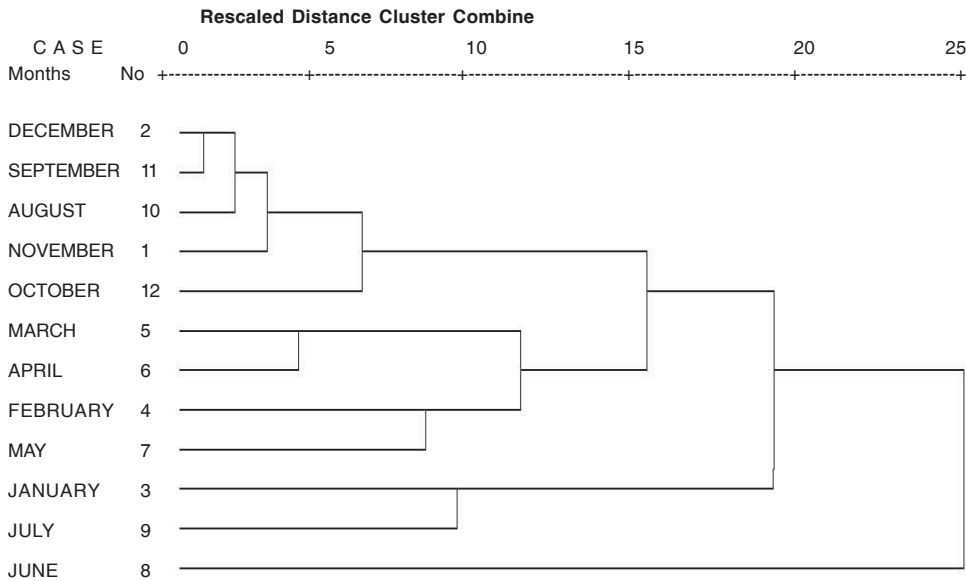 Rescaled Distance Cluster Combine
C A S E 0 5 10 15 20 25
Months No +---------------+---------------+----------------+----------------+----------------+
DECEMBER 2
SEPTEMBER 11
AUGUST 10
NOVEMBER 1
OCTOBER 12
MARCH 5
APRIL 6
FEBRUARY 4
MAY 7
JANUARY 3
JULY 9
JUNE 8